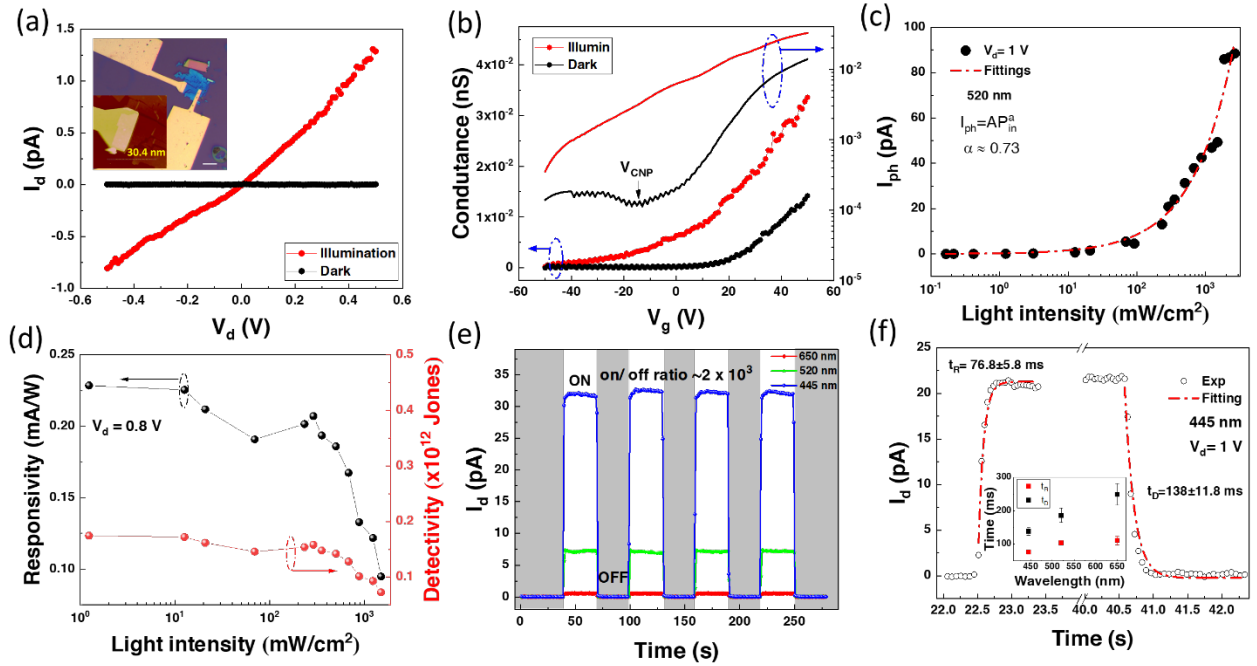 (a)
1.5
1.0
0.5
0.0
-0.5
-1.0
I_d (pA)
30.4 nm
Illumination
Dark
-0.6 -0.4 -0.2 0.0 0.2 0.4 0.6
V_d (V)
(b)
4x10^-2
3x10^-2
2x10^-2
1x10^-2
0
Condutance (nS)
Illumin
Dark
V_CNP
10^-2
10^-3
10^-4
10^-5
-60 -40 -20 0 20 40 60
V_g (V)
(c)
100
80
60
40
20
0
I_ph (pA)
V_d= 1 V
Fittings
520 nm
I_ph=AP_in^a
α ≈ 0.73
10^-1 10^0 10^1 10^2 10^3
Light intensity (mW/cm^2)
(d)
0.25
0.20
0.15
0.10
Responsivity (mA/W)
V_d = 0.8 V
0.5
0.4
0.3
0.2
0.1
Detectivity (x10^12 Jones)
10^0 10^1 10^2 10^3
Light intensity (mW/cm^2)
(e)
35
30
25
20
15
10
5
0
I_d (pA)
ON
on/ off ratio ~2 x 10^3
650 nm
520 nm
445 nm
OFF
0 50 100 150 200 250
Time (s)
(f)
25
20
15
10
5
0
I_d (pA)
t_R= 76.8±5.8 ms
Exp
Fitting
445 nm
V_d= 1 V
t_D=138±11.8 ms
300
200
100
Time (ms)
t_R
t_D
450 500 550 600 650
Wavelength (nm)
22.0 22.5 23.0 23.5 40.0 40.5 41.0 41.5 42.0
Time (s)